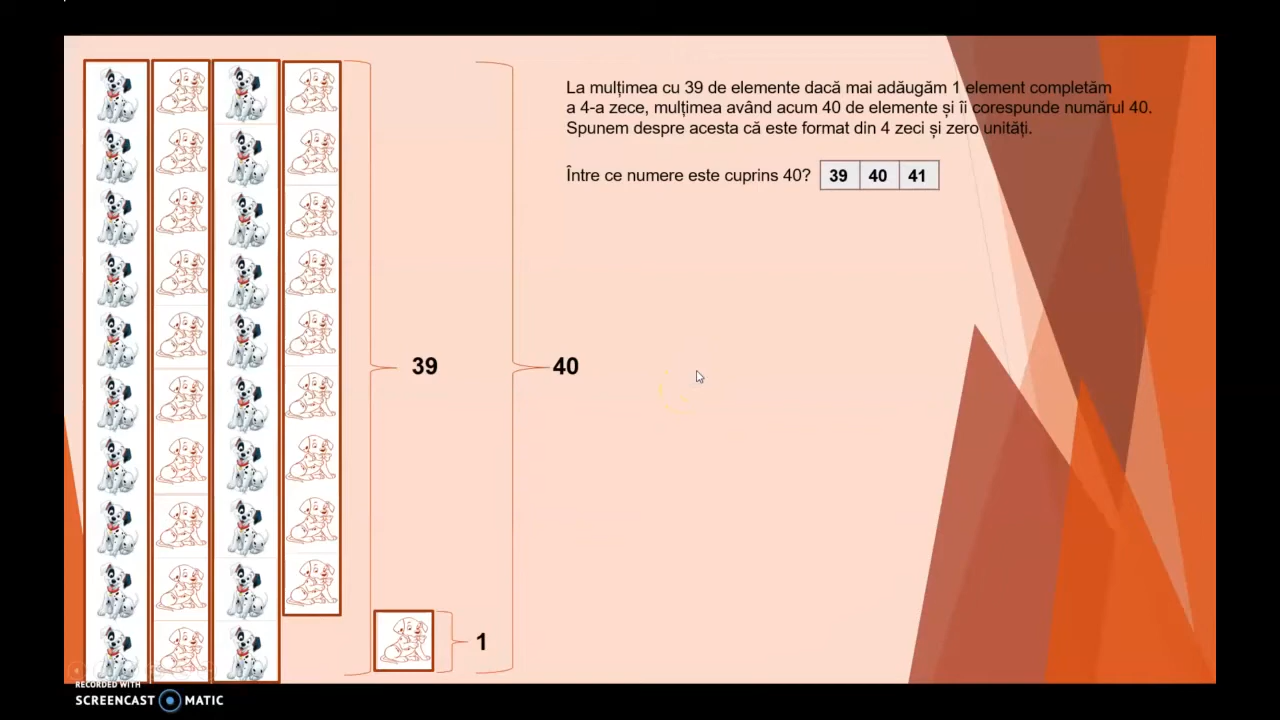 La mulțimea cu 39 de elemente dacă mai adăugăm 1 element completăm
a 4-a zece, mulțimea având acum 40 de elemente și îi corespunde numărul 40.
Spunem despre acesta că este format din 4 zeci și zero unități.
Între ce numere este cuprins 40? 39 40 41
39
40
1
RECORDED WITH
SCREENCAST MATIC